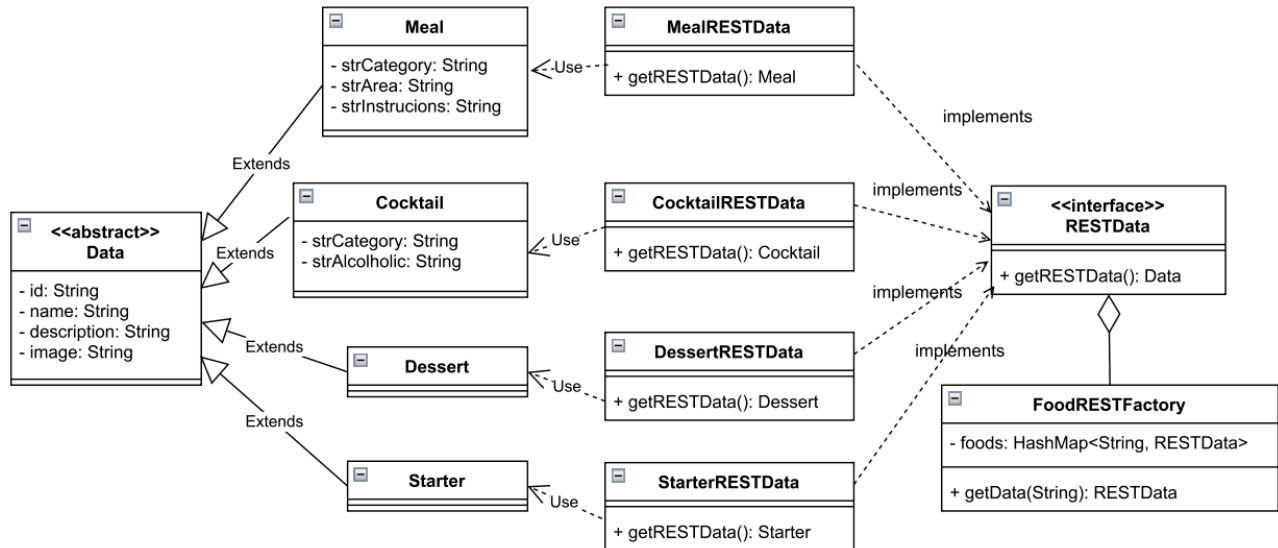 Meal
- strCategory: String
- strArea: String
- strInstrucions: String
MealRESTData
+ getRESTData(): Meal
Use
implements
Extends
Cocktail
- strCategory: String
- strAlcoholic: String
CocktailRESTData
+ getRESTData(): Cocktail
Use
implements
Extends
<<abstract>>
Data
- id: String
- name: String
- description: String
- image: String
<<interface>>
RESTData
+ getRESTData(): Data
implements
Extends
Dessert
DessertRESTData
+ getRESTData(): Dessert
Use
implements
Extends
Starter
StarterRESTData
+ getRESTData(): Starter
Use
FoodRESTFactory
- foods: HashMap<String, RESTData>
+ getData(String): RESTData